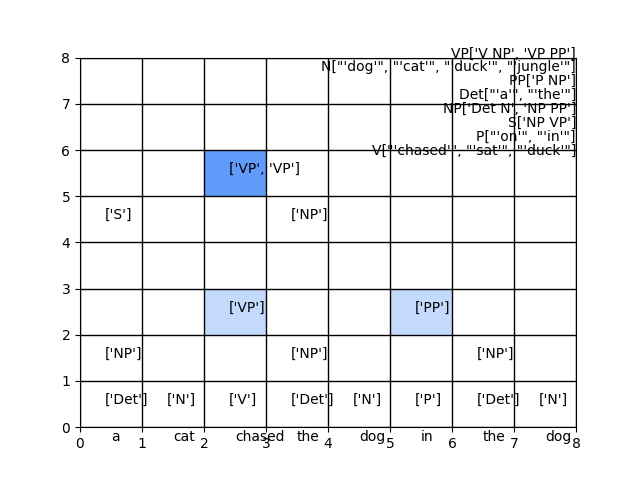 VP['V NP', 'VP PP']
8
N["'dog'", "'cat'", "'duck'", "'jungle'"]
PP['P NP']
Det["'a'", "'the'"]
7
NP['Det N', 'NP PP']
S['NP VP']
P["'on'", "'in'"]
6
V["'chased'", "'sat'", "'duck'"]
['VP', 'VP']
5
['S'] ['NP']
4
3
['VP'] ['PP']
2
['NP'] ['NP'] ['NP']
1
['Det'] ['N'] ['V'] ['Det'] ['N'] ['P'] ['Det'] ['N']
0
a cat chased the dog in the dog
0 1 2 3 4 5 6 7 8